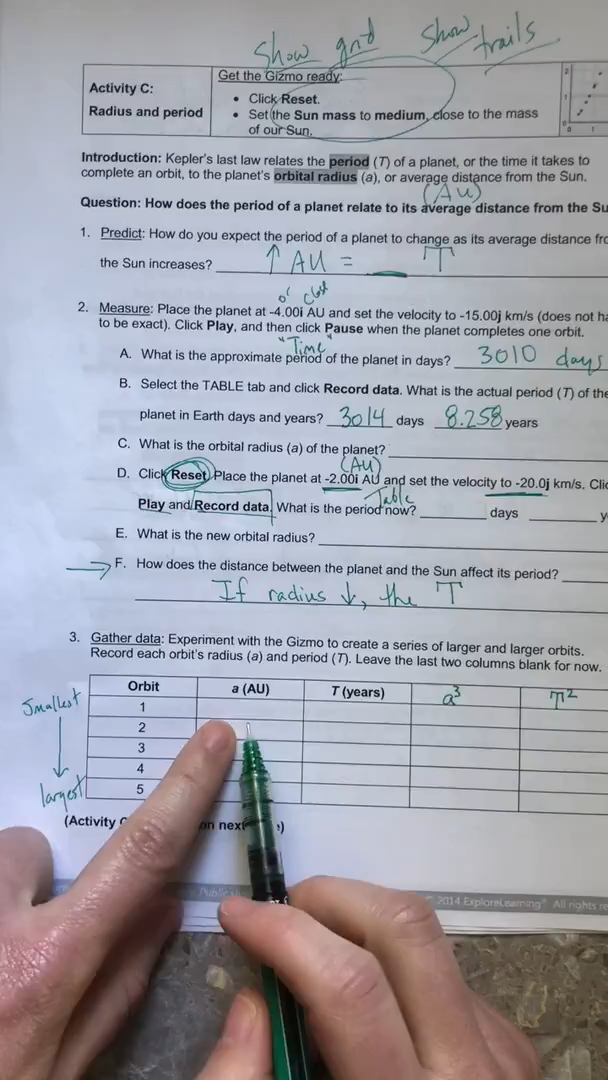 Show grid Show trails
Activity C:
Radius and period
Get the Gizmo ready:
• Click Reset.
• Set the Sun mass to medium, close to the mass
of our Sun.
2
1
0
0 1
Introduction: Kepler's last law relates the period (T) of a planet, or the time it takes to
complete an orbit, to the planet's orbital radius (a), or average distance from the Sun.
(AU)
Question: How does the period of a planet relate to its average distance from the Su
1. Predict: How do you expect the period of a planet to change as its average distance fro
the Sun increases? ↑ AU = __ T
or close
2. Measure: Place the planet at -4.00i AU and set the velocity to -15.00j km/s (does not ha
to be exact). Click Play, and then click Pause when the planet completes one orbit.
"Time"
A. What is the approximate period of the planet in days? 3010 days
B. Select the TABLE tab and click Record data. What is the actual period (T) of the
planet in Earth days and years? 3014 days 8.258 years
C. What is the orbital radius (a) of the planet?
(AU)
D. Click Reset. Place the planet at -2.00i AU and set the velocity to -20.0j km/s. Clic
Table
Play and Record data. What is the period now? ______ days ______ y
E. What is the new orbital radius?
F. How does the distance between the planet and the Sun affect its period?
If radius ↓, the T
3. Gather data: Experiment with the Gizmo to create a series of larger and larger orbits.
Record each orbit's radius (a) and period (T). Leave the last two columns blank for now.
Orbit a (AU) T (years) a³ T²
Smallest 1
2
3
4
largest 5
(Activity on next )
© 2014 ExploreLearning® All rights re